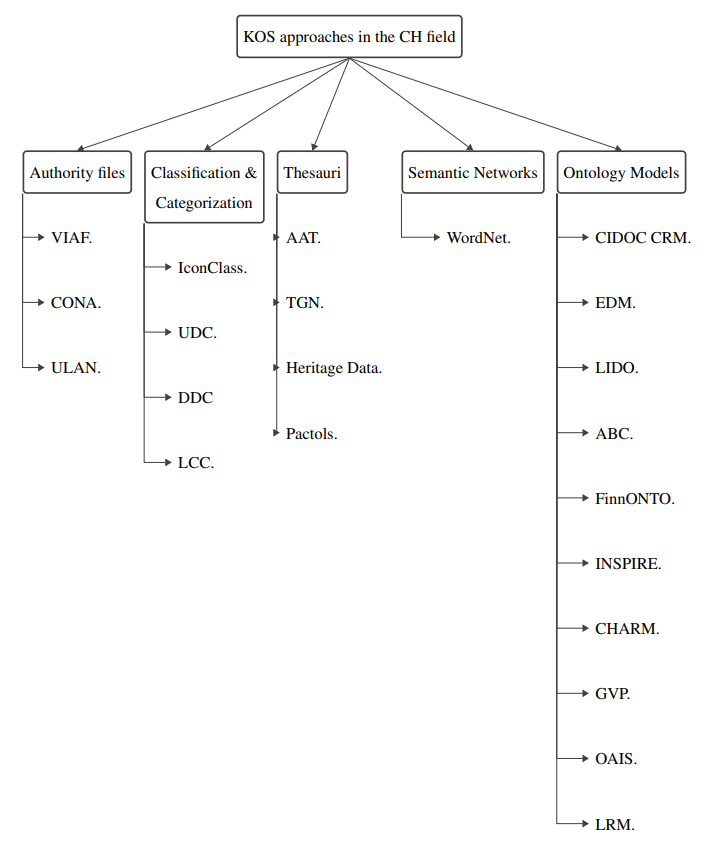 KOS approaches in the CH field
Authority files
VIAF.
CONA.
ULAN.
Classification &
Categorization
IconClass.
UDC.
DDC
LCC.
Thesauri
AAT.
TGN.
Heritage Data.
Pactols.
Semantic Networks
WordNet.
Ontology Models
CIDOC CRM.
EDM.
LIDO.
ABC.
FinnONTO.
INSPIRE.
CHARM.
GVP.
OAIS.
LRM.